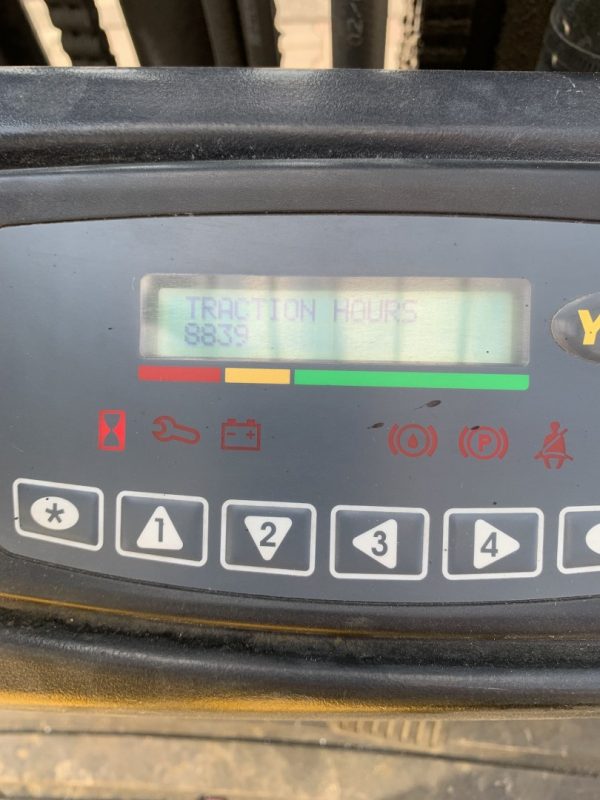 TRACTION HOURS
8839
Y
P
* 1 2 3 4